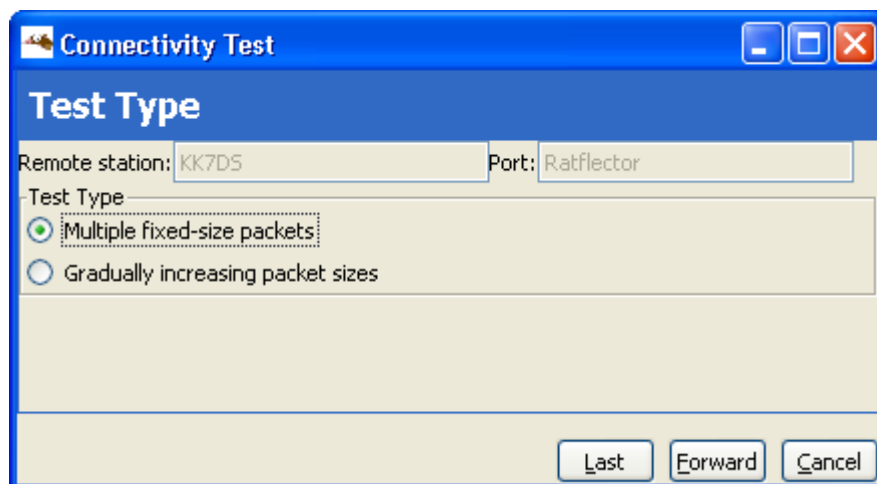 Connectivity Test
Test Type
Remote station: KK7DS Port: Ratflector
Test Type
Multiple fixed-size packets
Gradually increasing packet sizes
Last Forward Cancel